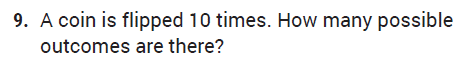 9. A coin is flipped 10 times. How many possible
outcomes are there?